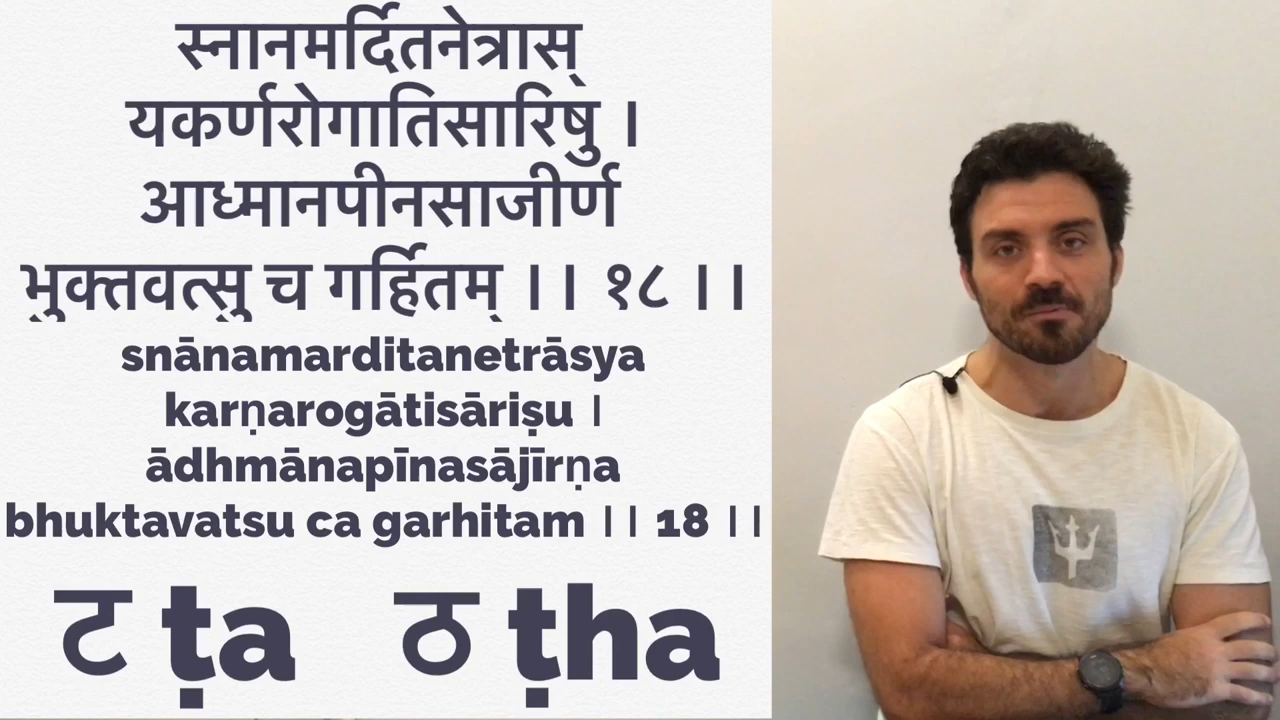 स्नानमर्दितनेत्रास्
यकर्णरोगातिसारिषु ।
आध्मानपीनसाजीर्ण
भुक्तवत्सु च गर्हितम् ।। १८ ।।
snānamarditanetrāsya
karṇarogātisāriṣu ।
ādhmānapīnasājīrṇa
bhuktavatsu ca garhitam ।। 18 ।।
ट ṭa ठ ṭha